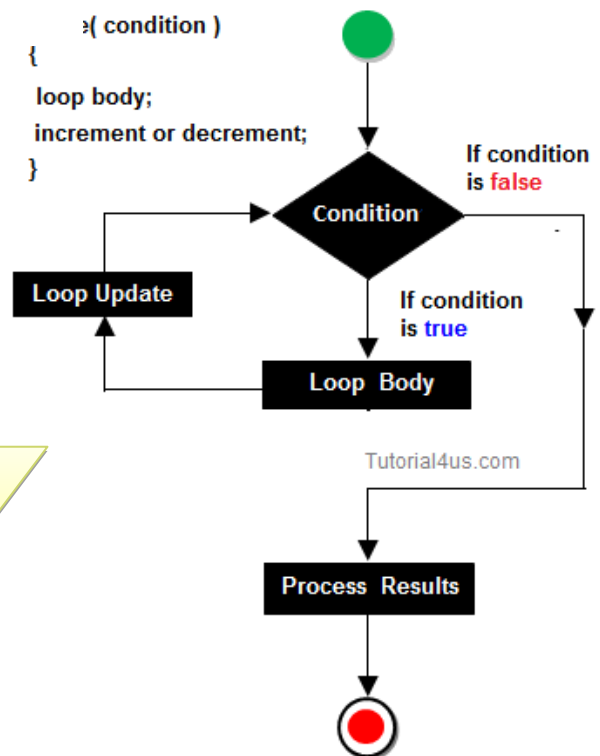 e( condition )
{
loop body;
increment or decrement;
}
If condition
is false
Condition
Loop Update
If condition
is true
Loop Body
Tutorial4us.com
Process Results